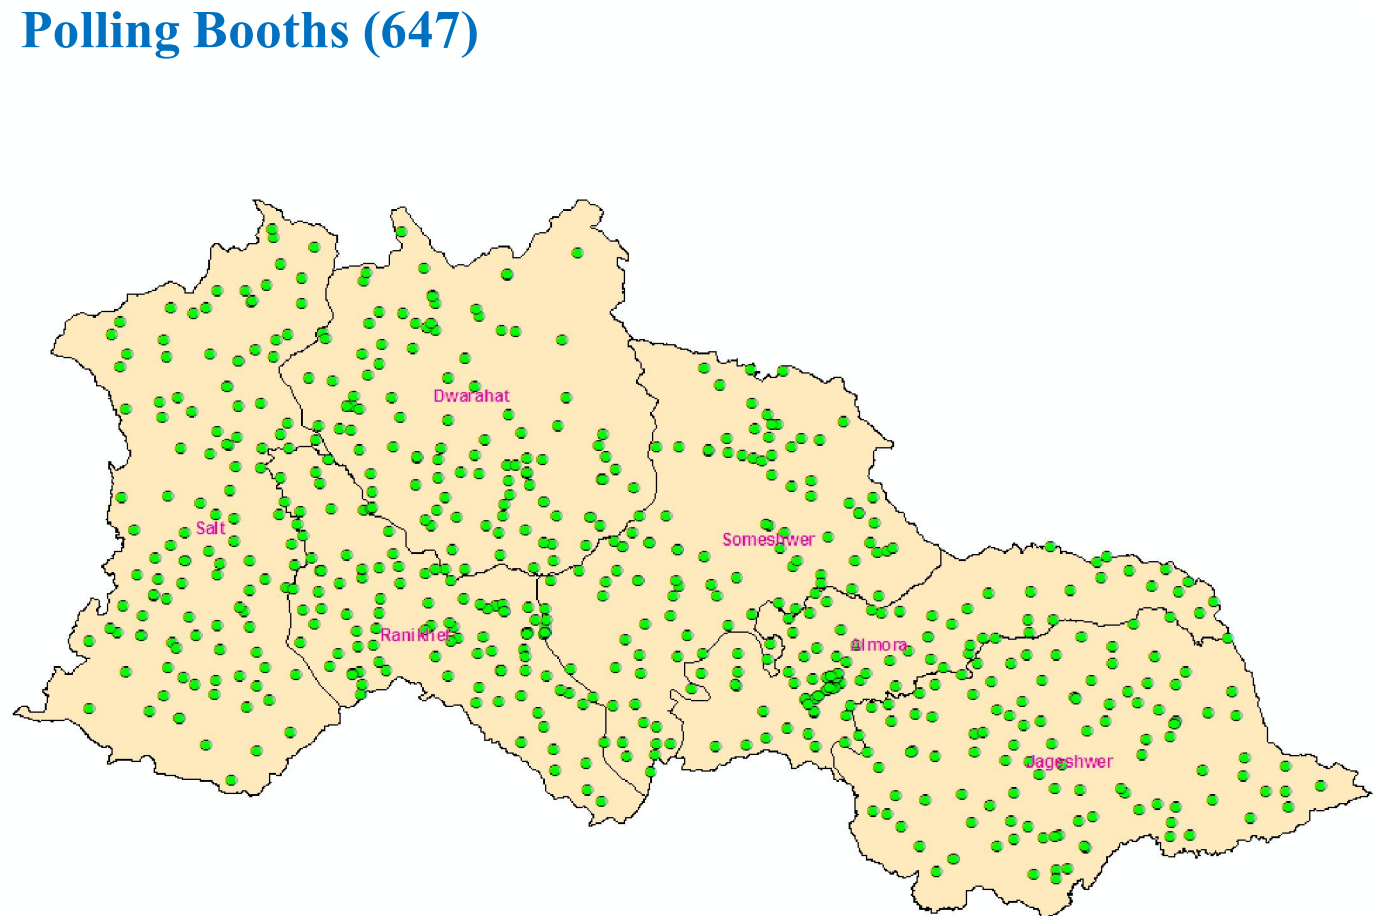 Polling Booths (647)
Dwarahat
Salt
Someshwer
Ranikhet
Almora
Jageshwer